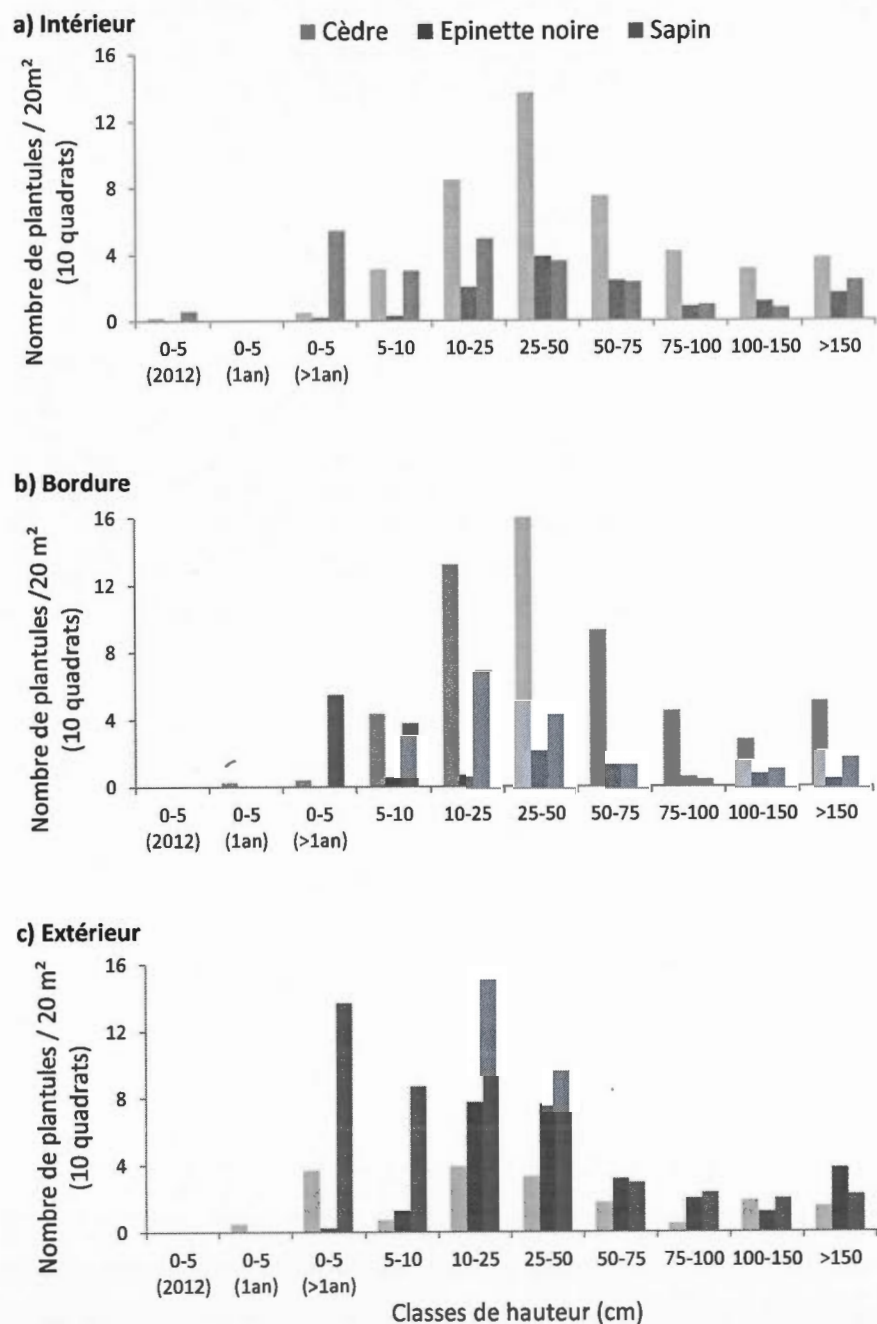 a) Intérieur
Cèdre Epinette noire Sapin
Nombre de plantules / 20m²
(10 quadrats)
16
12
8
4
0
0-5 0-5 0-5 5-10 10-25 25-50 50-75 75-100 100-150 >150
(2012) (1an) (>1an)
b) Bordure
Nombre de plantules /20 m²
(10 quadrats)
16
12
8
4
0
0-5 0-5 0-5 5-10 10-25 25-50 50-75 75-100 100-150 >150
(2012) (1an) (>1an)
c) Extérieur
Nombre de plantules / 20 m²
(10 quadrats)
16
12
8
4
0
0-5 0-5 0-5 5-10 10-25 25-50 50-75 75-100 100-150 >150
(2012) (1an) (>1an)
Classes de hauteur (cm)